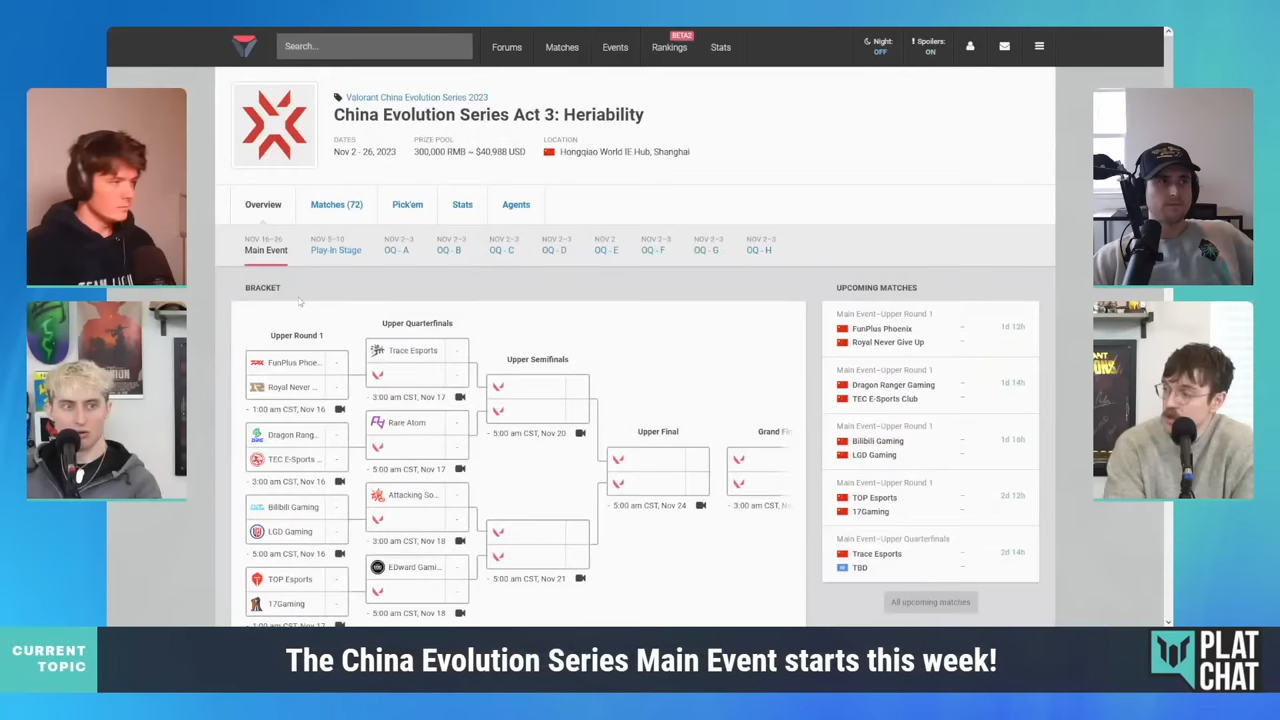 Search...
Forums
Matches
Events
BETA2
Rankings
Stats
Night:
OFF
Spoilers:
ON
Valorant China Evolution Series 2023
China Evolution Series Act 3: Heriability
DATES
Nov 2 - 26, 2023
PRIZE POOL
300,000 RMB ~ $40,988 USD
LOCATION
Hongqiao World IE Hub, Shanghai
Overview
Matches (72)
Pick'em
Stats
Agents
NOV 16–26
Main Event
NOV 5–10
Play-In Stage
NOV 2–3
OQ - A
NOV 2–3
OQ - B
NOV 2–3
OQ - C
NOV 2–3
OQ - D
NOV 2
OQ - E
NOV 2–3
OQ - F
NOV 2–3
OQ - G
NOV 2–3
OQ - H
BRACKET
Upper Round 1
FunPlus Phoe... -
Royal Never ... -
1:00 am CST, Nov 16
Dragon Rang... -
TEC E-Sports ... -
3:00 am CST, Nov 16
Bilibili Gaming -
LGD Gaming -
5:00 am CST, Nov 16
TOP Esports -
17Gaming -
1:00 am CST, Nov 17
Upper Quarterfinals
Trace Esports -
-
- 3:00 am CST, Nov 17
Rare Atom -
-
- 5:00 am CST, Nov 17
Attacking So... -
-
- 3:00 am CST, Nov 18
EDward Gami... -
-
- 5:00 am CST, Nov 18
Upper Semifinals
- 5:00 am CST, Nov 20
- 5:00 am CST, Nov 21
Upper Final
- 5:00 am CST, Nov 24
Grand Fin
- 3:00 am CST, N
UPCOMING MATCHES
Main Event–Upper Round 1
FunPlus Phoenix –
Royal Never Give Up –
1d 12h
Main Event–Upper Round 1
Dragon Ranger Gaming –
TEC E-Sports Club –
1d 14h
Main Event–Upper Round 1
Bilibili Gaming –
LGD Gaming –
1d 16h
Main Event–Upper Round 1
TOP Esports –
17Gaming –
2d 12h
Main Event–Upper Quarterfinals
Trace Esports –
TBD –
2d 14h
All upcoming matches
CURRENT
TOPIC
The China Evolution Series Main Event starts this week!
PLAT
CHAT